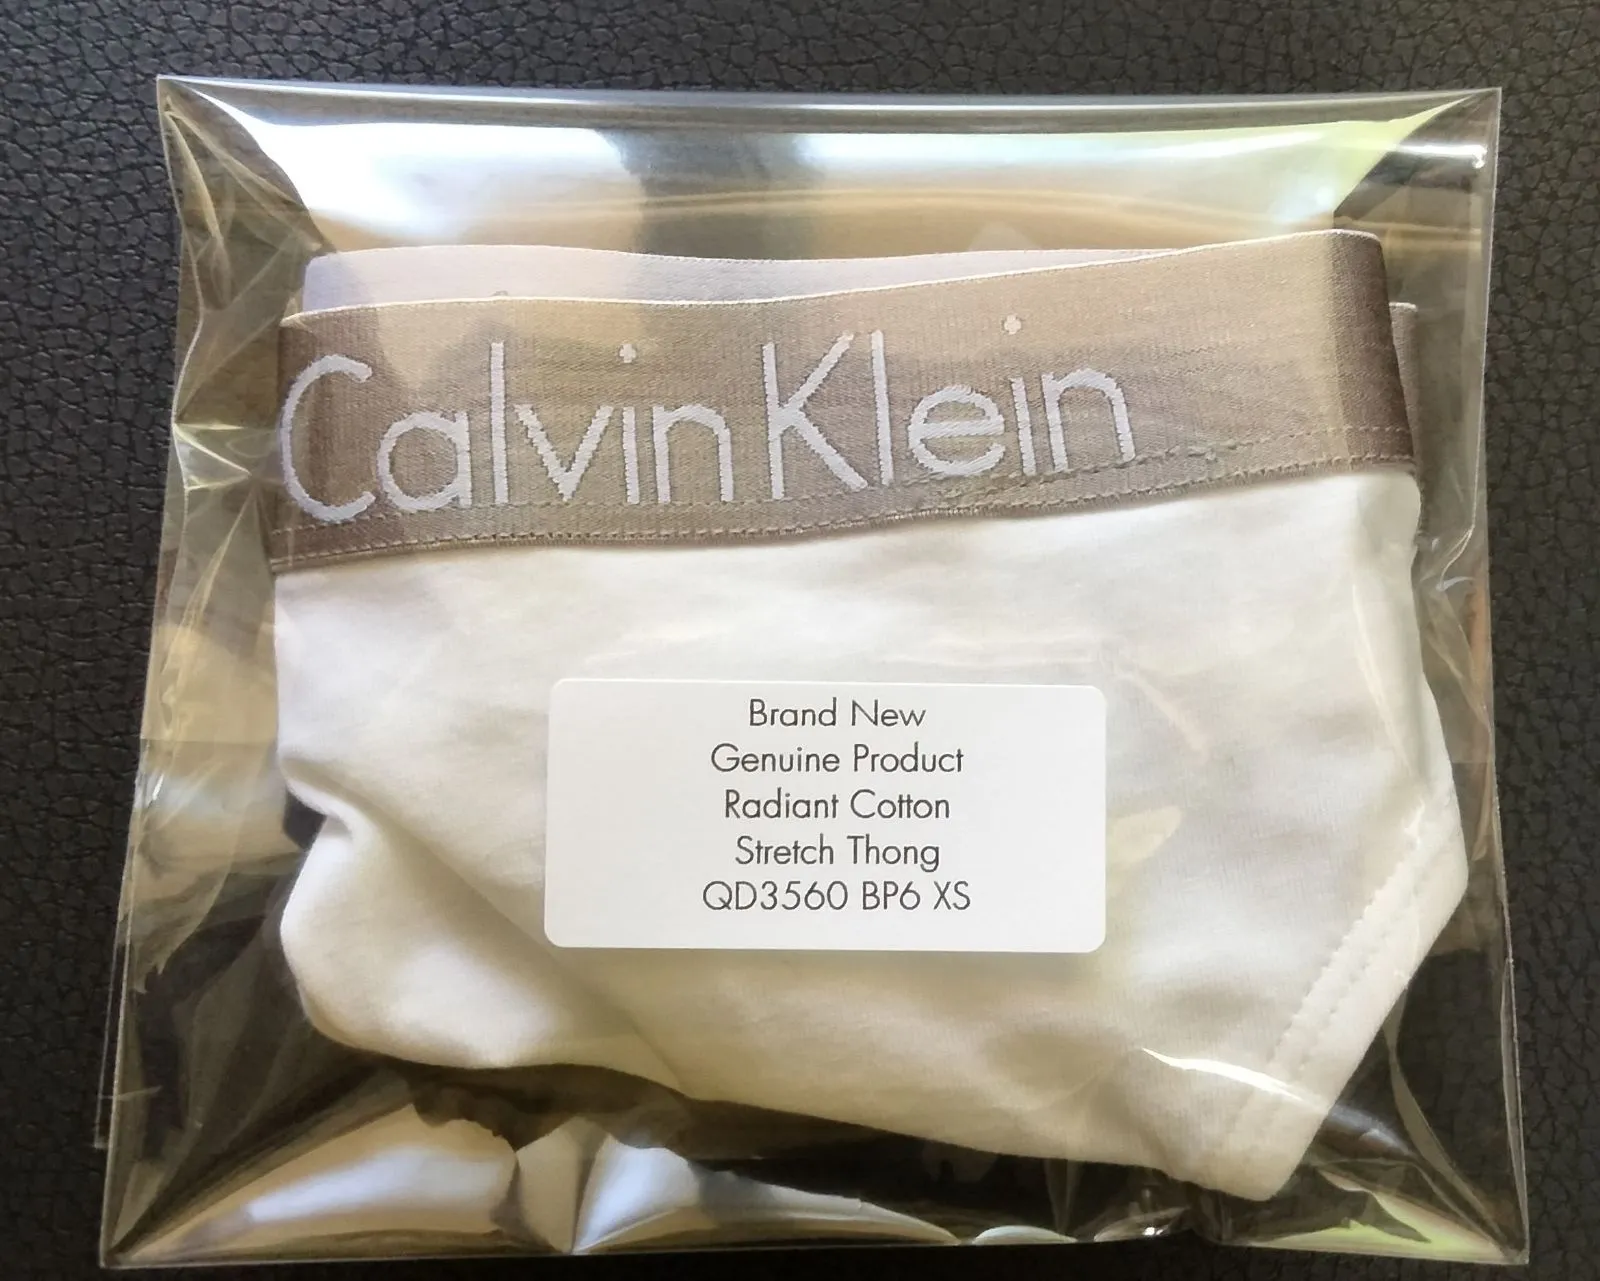 Calvin Klein
Brand New
Genuine Product
Radiant Cotton
Stretch Thong
QD3560 BP6 XS